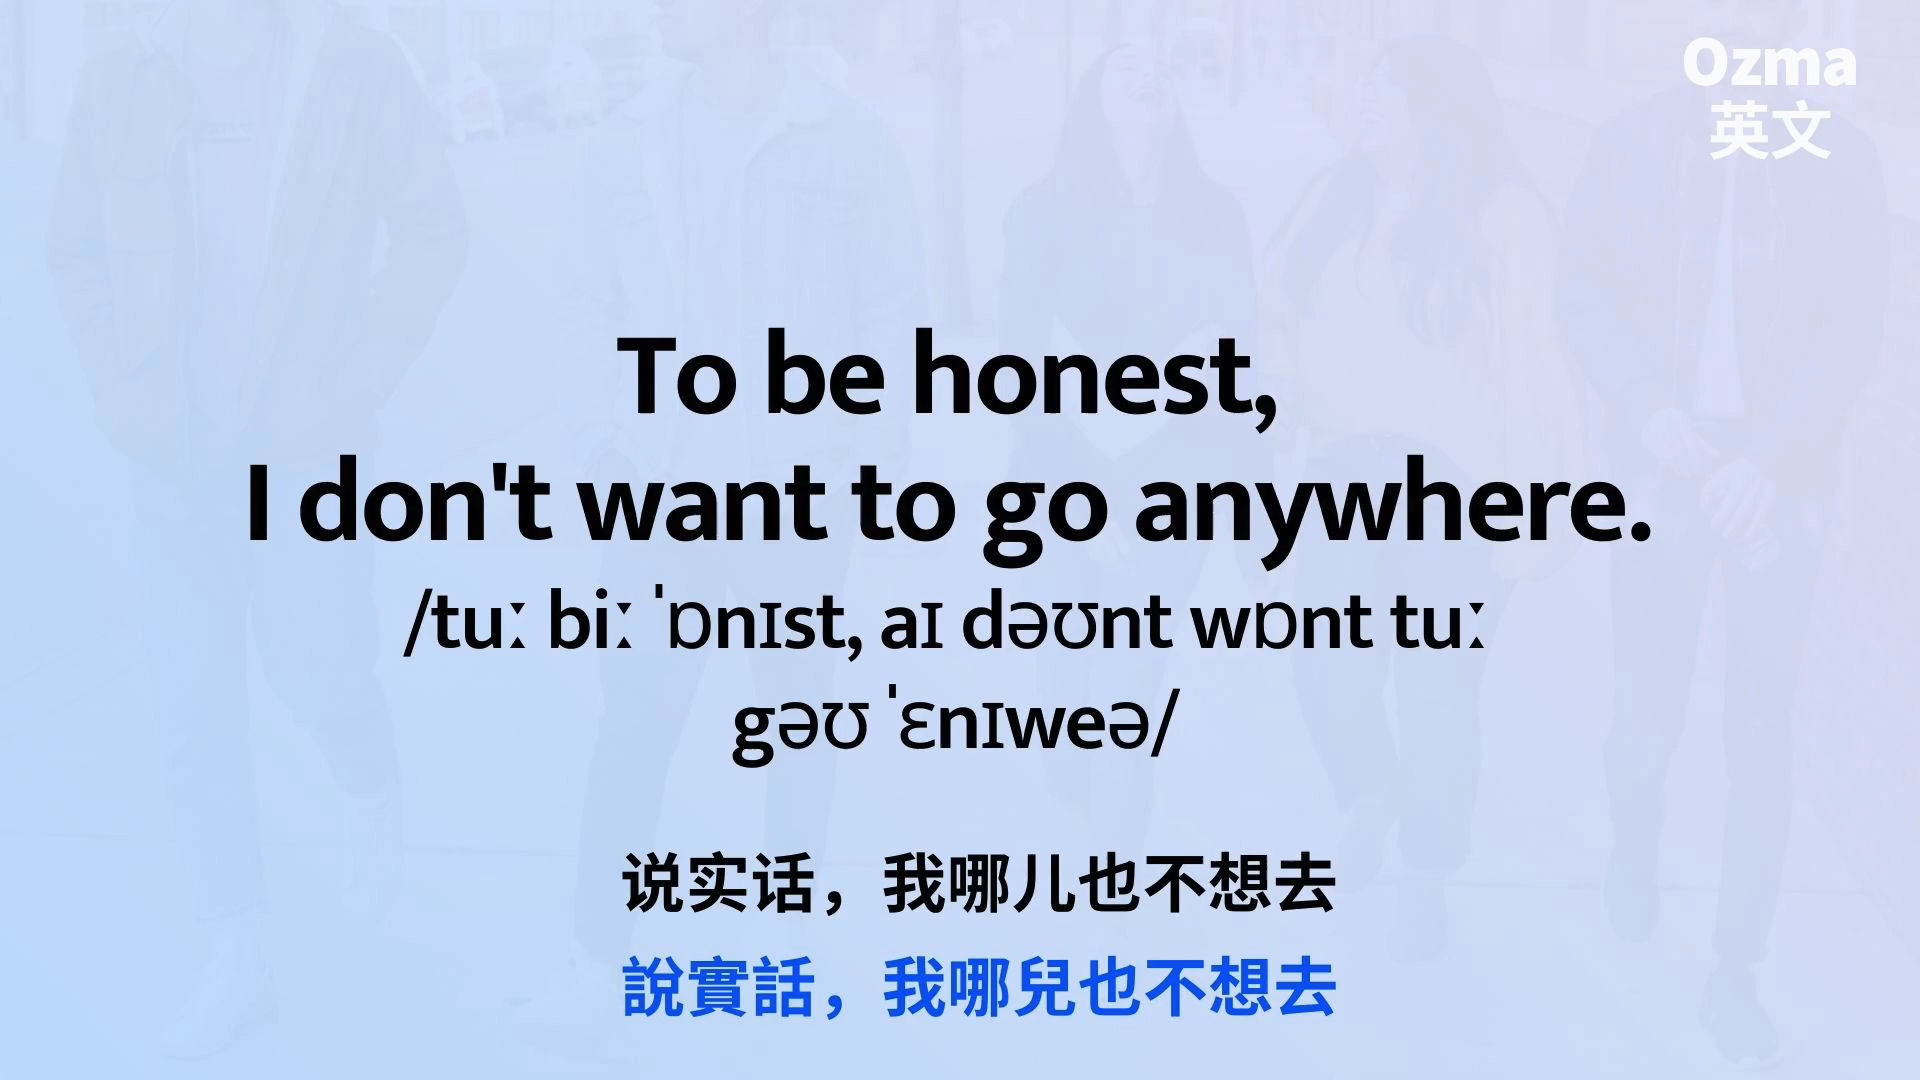 Ozma
英文
To be honest,
I don't want to go anywhere.
/tuː biː ˈɒnɪst, aɪ dəʊnt wɒnt tuː
gəʊ ˈɛnɪweə/
说实话，我哪儿也不想去
說實話，我哪兒也不想去